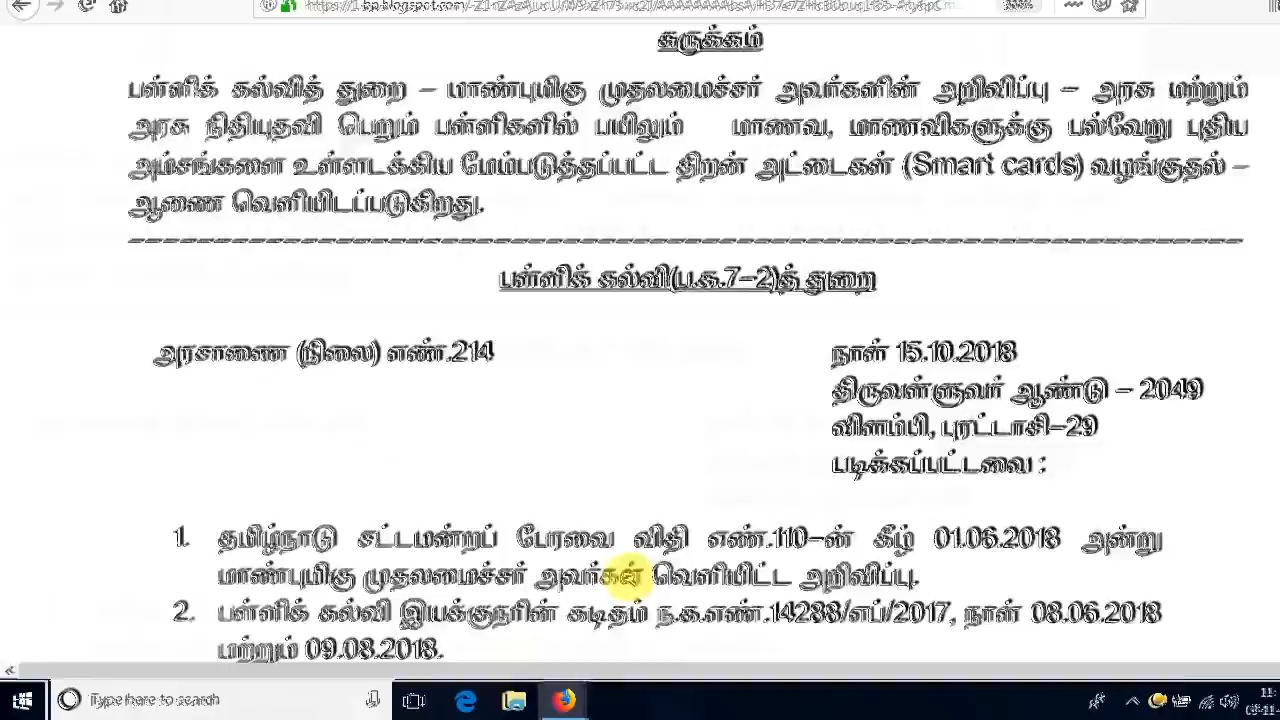 சுருக்கம்
பள்ளிக் கல்வித் துறை – மாண்புமிகு முதலமைச்சர் அவர்களின் அறிவிப்பு – அரசு மற்றும்
அரசு நிதியுதவி பெறும் பள்ளிகளில் பயிலும் மாணவ, மாணவிகளுக்கு பல்வேறு புதிய
அம்சங்களை உள்ளடக்கிய மேம்படுத்தப்பட்ட திறன் அட்டைகள் (Smart cards) வழங்குதல் –
ஆணை வெளியிடப்படுகிறது.
பள்ளிக் கல்வி(ப.க.7-2)த் துறை
அரசாணை (நிலை) எண்.214
நாள் 15.10.2018
திருவள்ளுவர் ஆண்டு – 2049
விளம்பி, புரட்டாசி-29
படிக்கப்பட்டவை :
1. தமிழ்நாடு சட்டமன்றப் பேரவை விதி எண்.110-ன் கீழ் 01.06.2018 அன்று
மாண்புமிகு முதலமைச்சர் அவர்கள் வெளியிட்ட அறிவிப்பு.
2. பள்ளிக் கல்வி இயக்குநரின் கடிதம் ந.க.எண்.14288/எப்/2017, நாள் 08.06.2018
மற்றும் 09.08.2018.
Type here to search